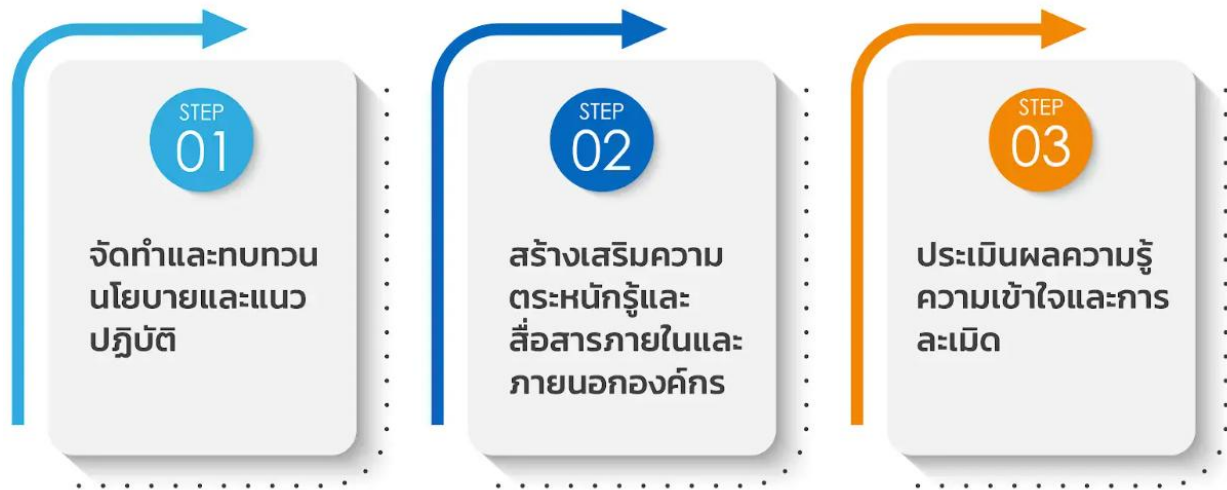 STEP
01
จัดทำและทบทวน
นโยบายและแนว
ปฏิบัติ
STEP
02
สร้างเสริมความ
ตระหนักรู้และ
สื่อสารภายในและ
ภายนอกองค์กร
STEP
03
ประเมินผลความรู้
ความเข้าใจและการ
ละเมิด